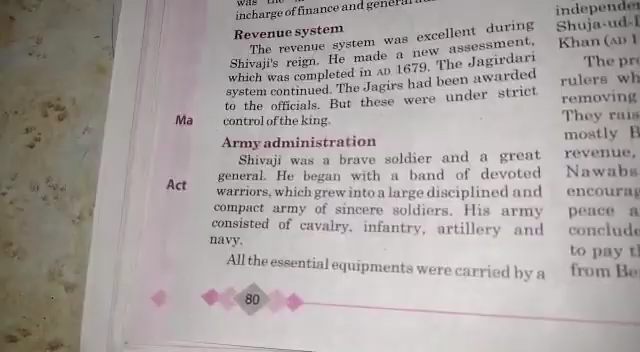 was the
incharge of finance and general
Revenue system
The revenue system was excellent during
Shivaji's reign. He made a new assessment,
which was completed in AD 1679. The Jagirdari
system continued. The Jagirs had been awarded
to the officials. But these were under strict
control of the king.
Ma
Army administration
Shivaji was a brave soldier and a great
general. He began with a band of devoted
Act
warriors, which grew into a large disciplined and
compact army of sincere soldiers. His army
consisted of cavalry, infantry, artillery and
navy.
All the essential equipments were carried by a
80
independen
Shuja-ud-
Khan (AD 1
The pr
rulers wh
removing
They rais
mostly B
revenue,
Nawabs
encourag
peace a
conclude
to pay t
from Be